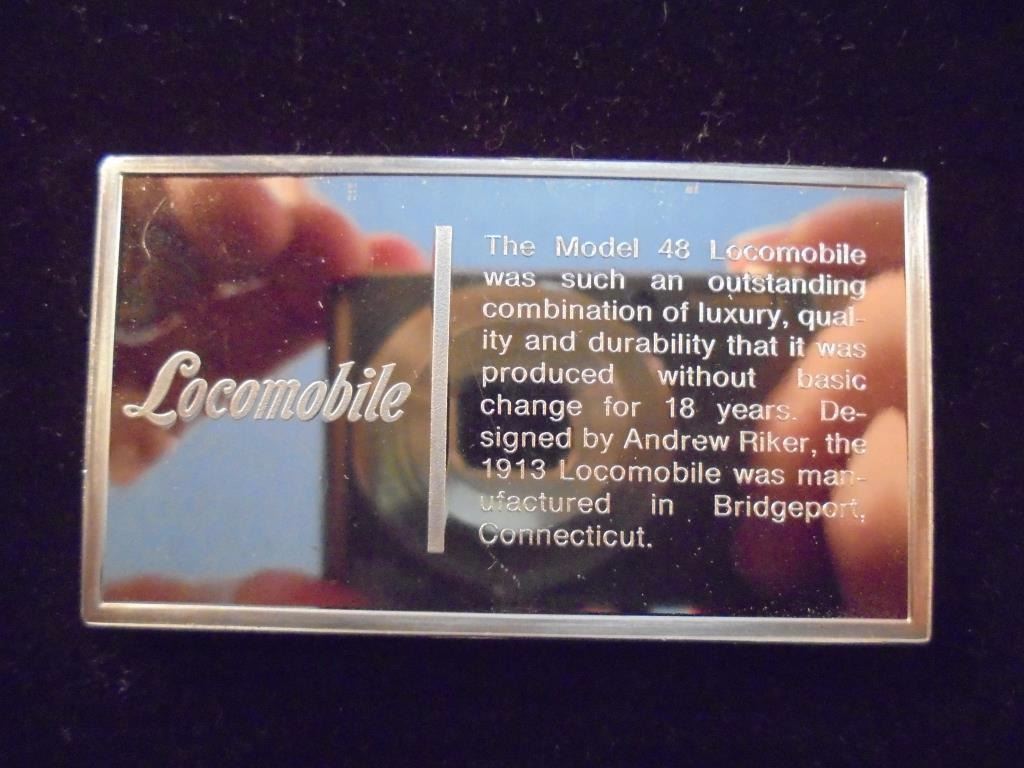 Locomobile
The Model 48 Locomobile
was such an outstanding
combination of luxury, qual-
ity and durability that it was
produced without basic
change for 18 years. De-
signed by Andrew Riker, the
1913 Locomobile was man-
ufactured in Bridgeport,
Connecticut.